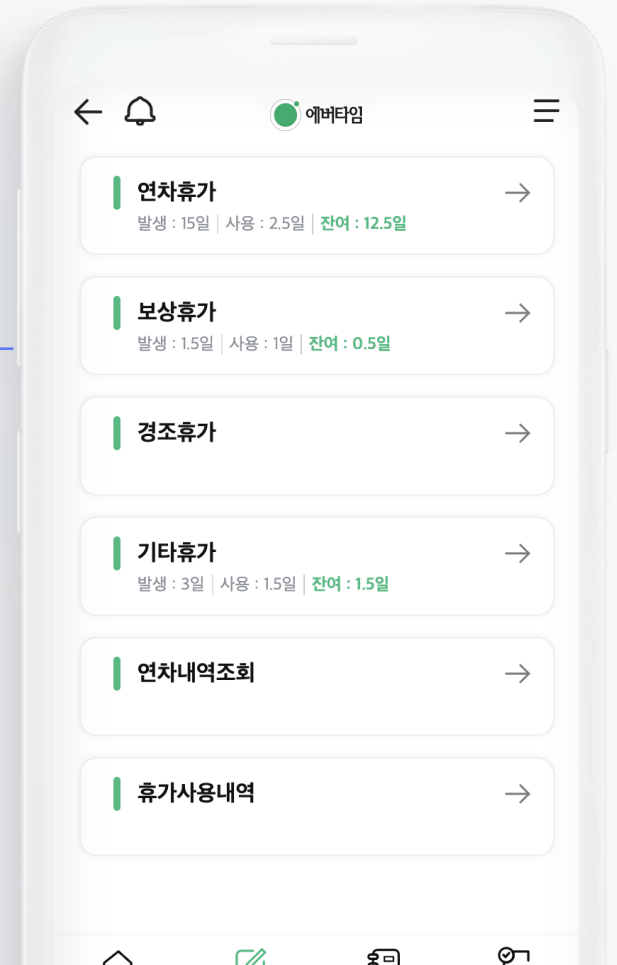 에버타임
연차휴가
발생 : 15일 | 사용 : 2.5일 | 잔여 : 12.5일
보상휴가
발생 : 1.5일 | 사용 : 1일 | 잔여 : 0.5일
경조휴가
기타휴가
발생 : 3일 | 사용 : 1.5일 | 잔여 : 1.5일
연차내역조회
휴가사용내역